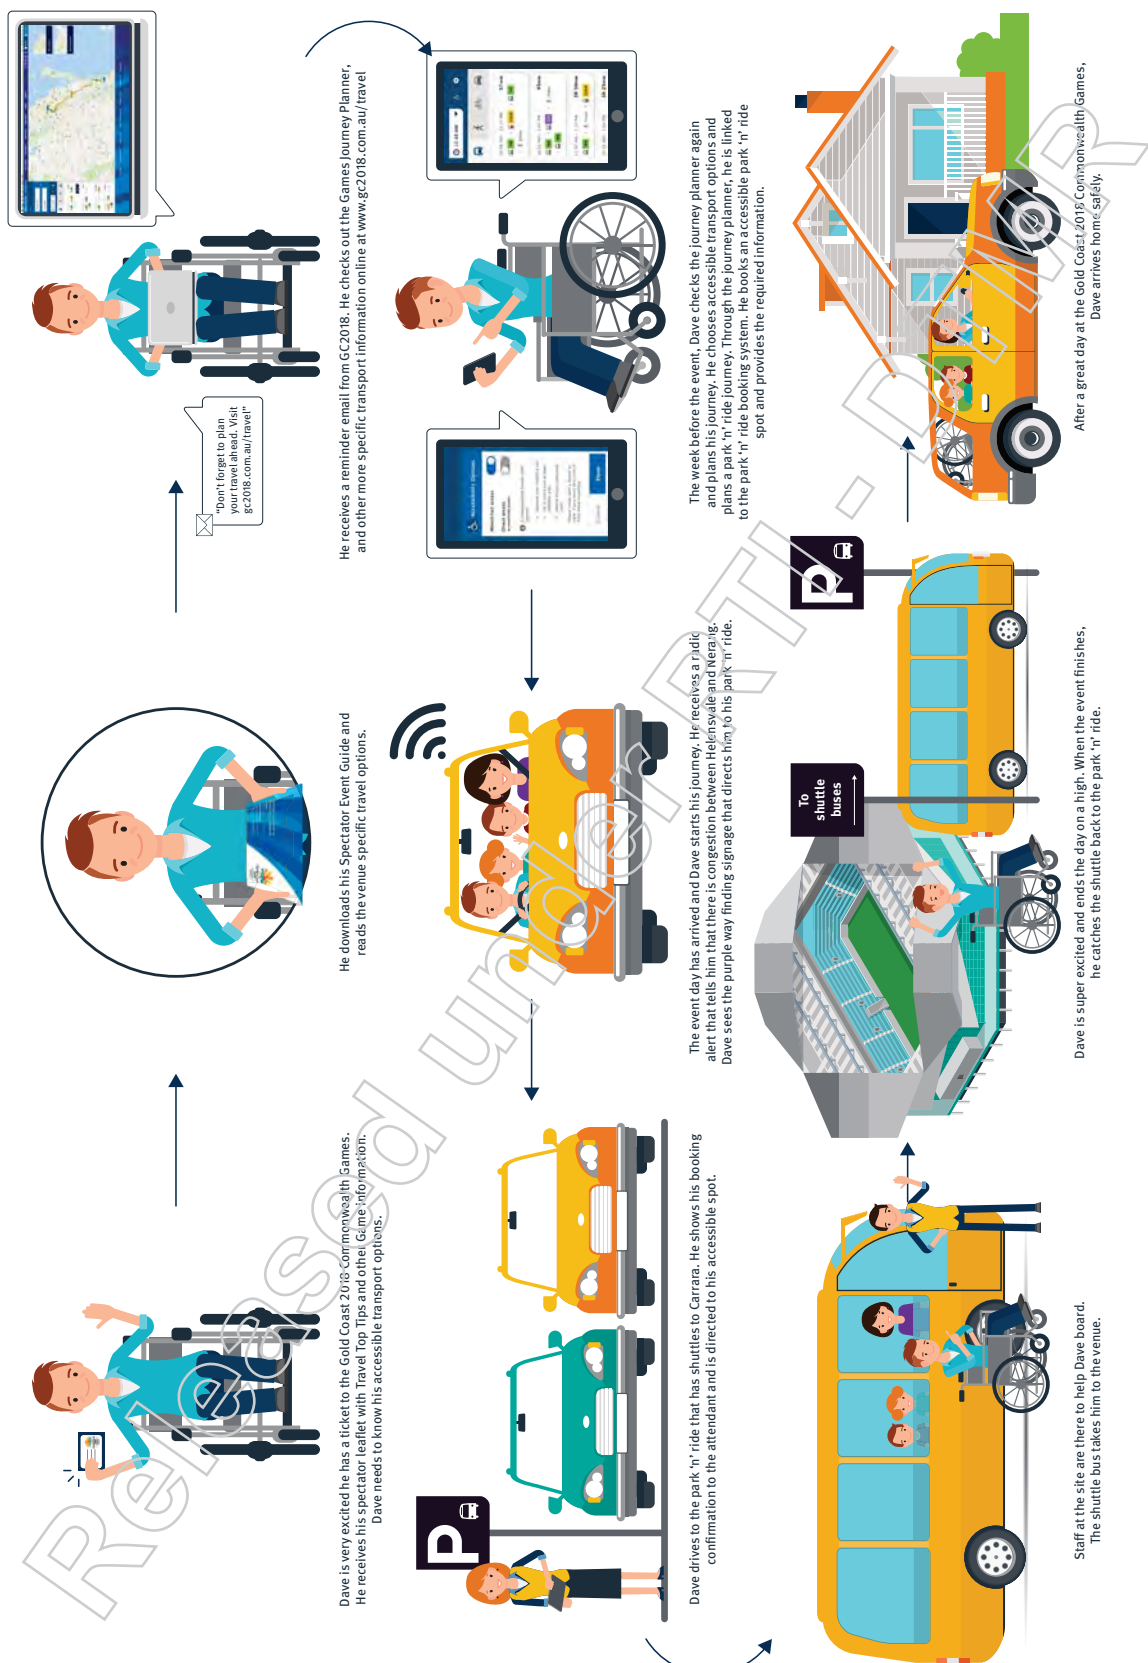 Dave is very excited he has a ticket to the Gold Coast 2018 Commonwealth Games.
He receives his spectator leaflet with Travel Top Tips and other Game information.
Dave needs to know his accessible transport options.
He downloads his Spectator Event Guide and
reads the venue specific travel options.
"Don't forget to plan
your travel ahead. Visit
gc2018.com.au/travel"
He receives a reminder email from GC2018. He checks out the Games Journey Planner,
and other more specific transport information online at www.gc2018.com.au/travel
The week before the event, Dave checks the journey planner again
and plans his journey. He chooses accessible transport options and
plans a park 'n' ride journey. Through the journey planner, he is linked
to the park 'n' ride booking system. He books an accessible park 'n' ride
spot and provides the required information.
The event day has arrived and Dave starts his journey. He receives a radio
alert that tells him that there is congestion between Helensvale and Nerang.
Dave sees the purple way finding signage that directs him to his park 'n' ride.
P
Dave drives to the park 'n' ride that has shuttles to Carrara. He shows his booking
confirmation to the attendant and is directed to his accessible spot.
Staff at the site are there to help Dave board.
The shuttle bus takes him to the venue.
To
shuttle
buses
P
Dave is super excited and ends the day on a high. When the event finishes,
he catches the shuttle back to the park 'n' ride.
After a great day at the Gold Coast 2018 Commonwealth Games,
Dave arrives home safely.
Released under RTI - DTMR